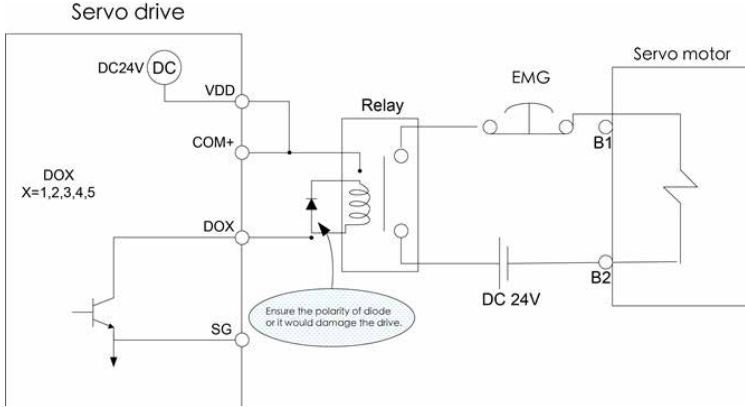 Servo drive
DC24V
DC
VDD
COM+
DOX
X=1,2,3,4,5
DOX
SG
Relay
EMG
Servo motor
B1
B2
DC 24V
Ensure the polarity of diode
or it would damage the drive.